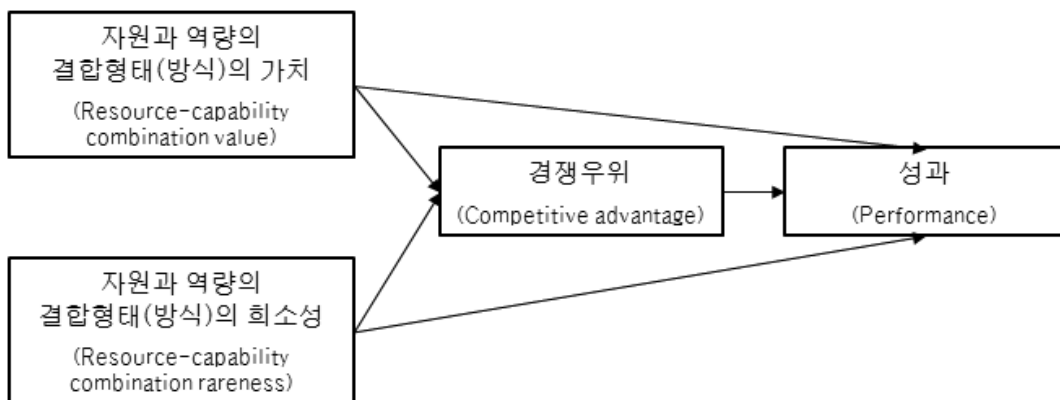 자원과 역량의
결합형태(방식)의 가치
(Resource-capability
combination value)
경쟁우위
(Competitive advantage)
성과
(Performance)
자원과 역량의
결합형태(방식)의 희소성
(Resource-capability
combination rareness)